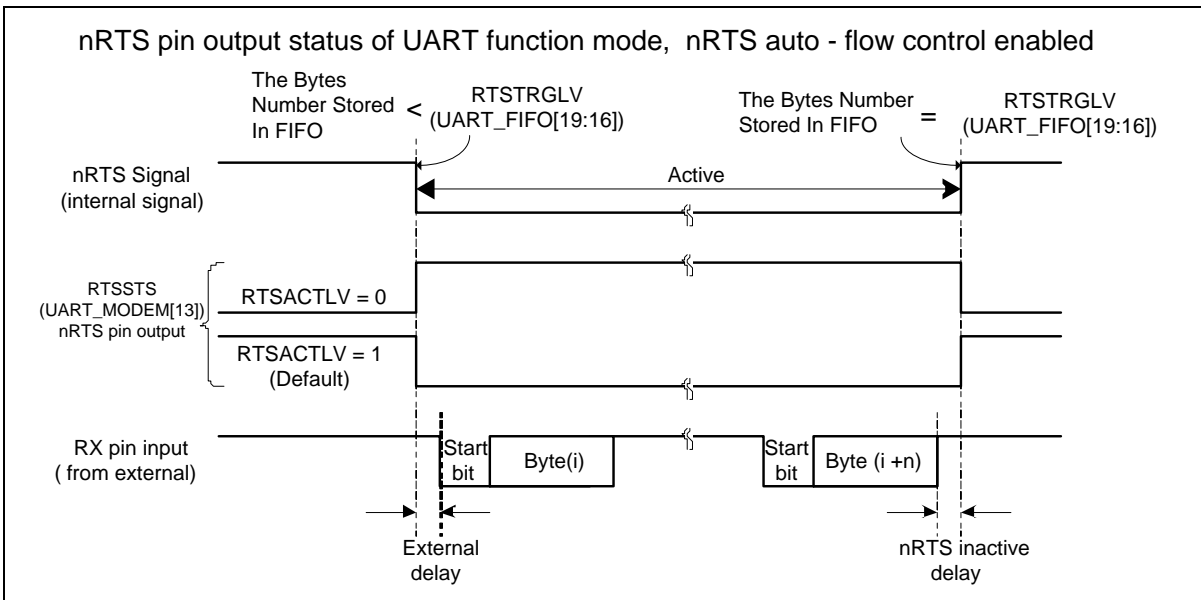 nRTS pin output status of UART function mode, nRTS auto - flow control enabled
The Bytes
Number Stored
In FIFO
<
RTSTRGLV
(UART_FIFO[19:16])
The Bytes Number
Stored In FIFO
=
RTSTRGLV
(UART_FIFO[19:16])
nRTS Signal
(internal signal)
Active
RTSSTS
(UART_MODEM[13])
nRTS pin output
RTSACTLV = 0
RTSACTLV = 1
(Default)
RX pin input
( from external)
Start
bit
Byte(i)
Start
bit
Byte (i +n)
External
delay
nRTS inactive
delay